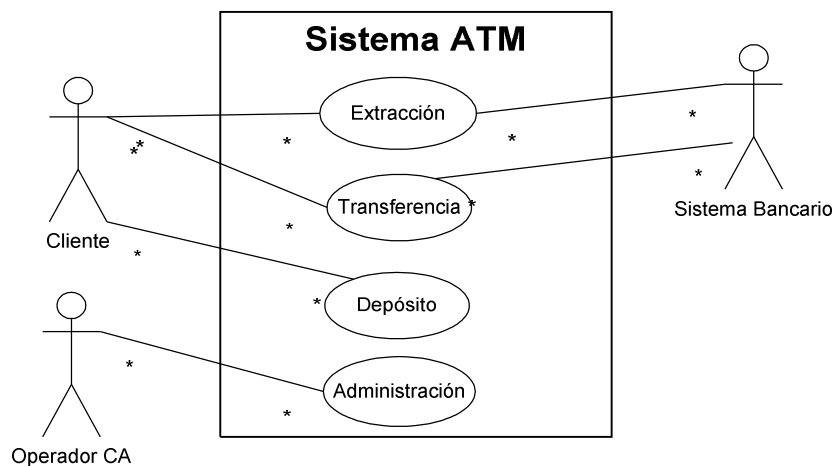 Sistema ATM
Extracción
* * * * * *
Transferencia
Sistema Bancario
Cliente
* * * *
Depósito
*
Administración
*
*
Operador CA